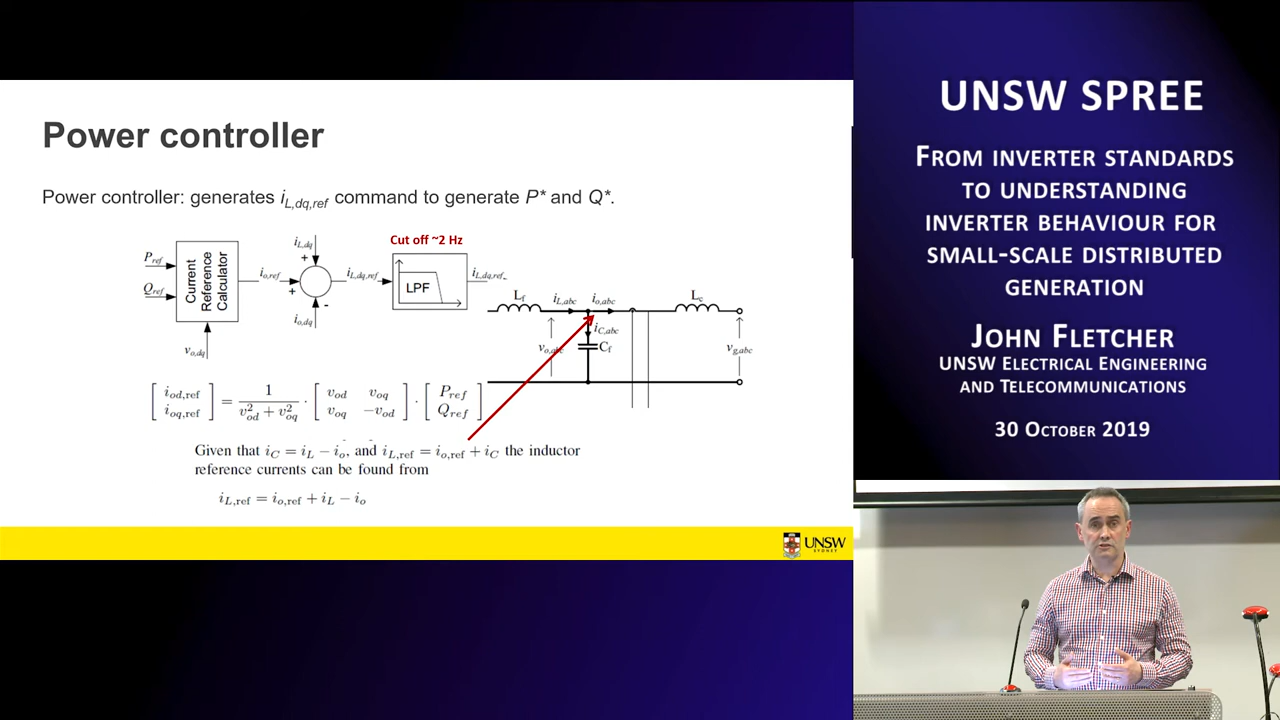 Power controller
Power controller: generates i_L,dq,ref command to generate P* and Q*.
P_ref
Q_ref
Current
Reference
Calculator
v_o,dq
i_o,ref
i_L,dq
+
+
-
i_o,dq
i_L,dq,ref
Cut off ~2 Hz
LPF
i_L,dq,ref
L_f
i_L,abc
i_o,abc
L_c
i_C,abc
v_o,abc
C_f
v_g,abc
[ i_od,ref i_oq,ref ] = 1 / (v²_od + v²_oq) · [ v_od v_oq v_oq −v_od ] · [ P_ref Q_ref ]
Given that i_C = i_L − i_o, and i_L,ref = i_o,ref + i_C the inductor
reference currents can be found from
i_L,ref = i_o,ref + i_L − i_o
UNSW
SYDNEY
UNSW SPREE
FROM INVERTER STANDARDS
TO UNDERSTANDING
INVERTER BEHAVIOUR FOR
SMALL-SCALE DISTRIBUTED
GENERATION
JOHN FLETCHER
UNSW ELECTRICAL ENGINEERING
AND TELECOMMUNICATIONS
30 OCTOBER 2019